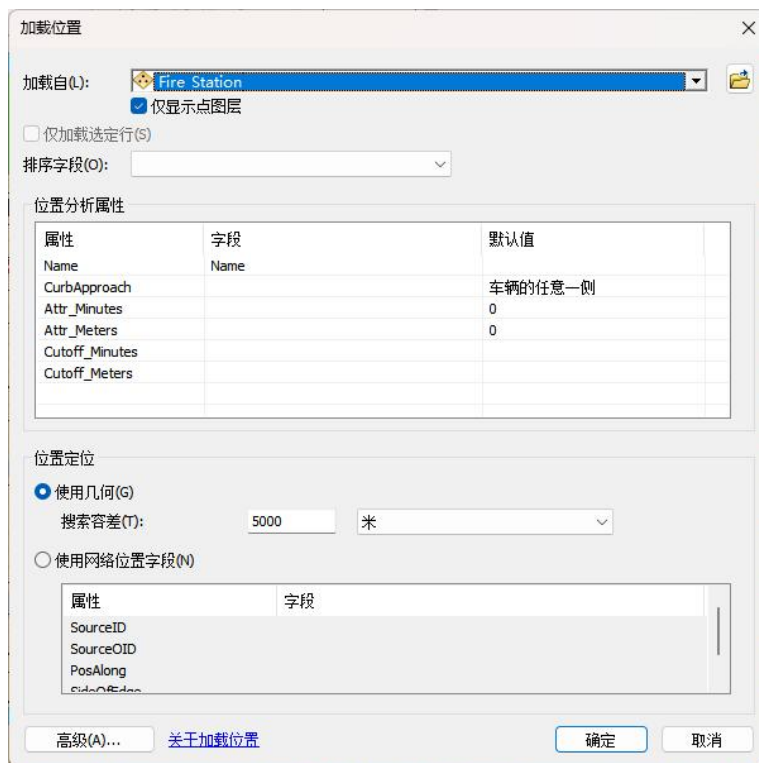 加载位置
加载自(L):
Fire Station
仅显示点图层
仅加载选定行(S)
排序字段(O):
位置分析属性
属性 字段 默认值
Name Name
CurbApproach 车辆的任意一侧
Attr_Minutes 0
Attr_Meters 0
Cutoff_Minutes
Cutoff_Meters
位置定位
使用几何(G)
搜索容差(T): 5000 米
使用网络位置字段(N)
属性 字段
SourceID
SourceOID
PosAlong
SideOfEdge
高级(A)... 关于加载位置 确定 取消